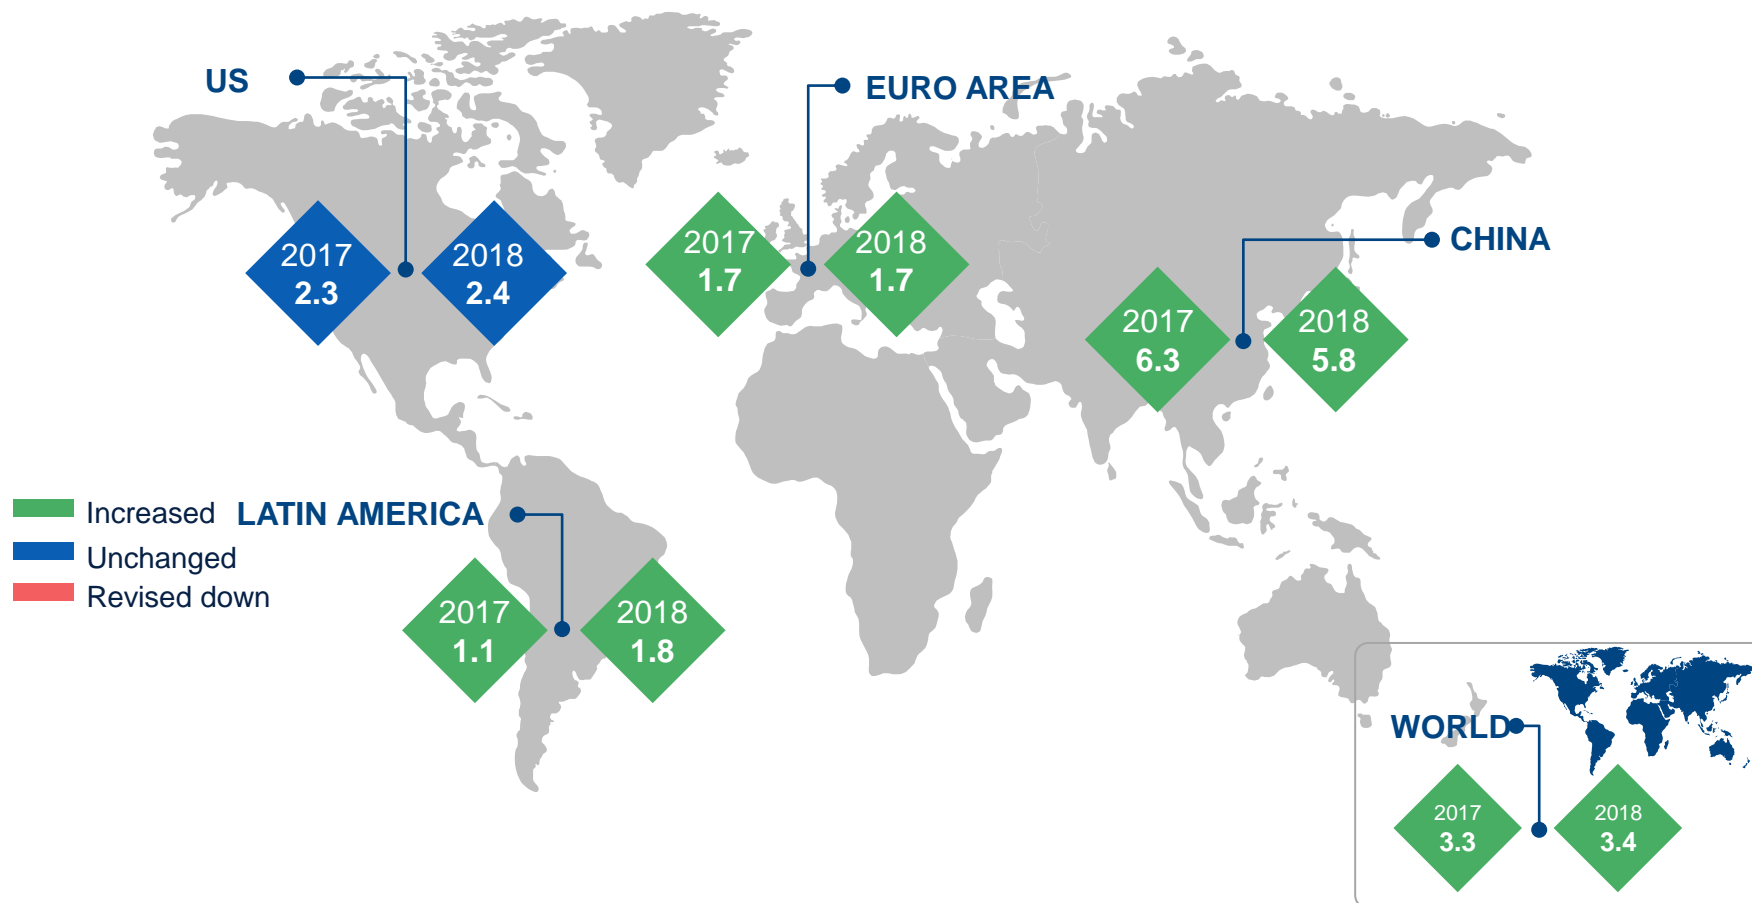 US
EURO AREA
CHINA
2017
2.3
2018
2.4
2017
1.7
2018
1.7
2017
6.3
2018
5.8
Increased
Unchanged
Revised down
LATIN AMERICA
2017
1.1
2018
1.8
WORLD
2017
3.3
2018
3.4